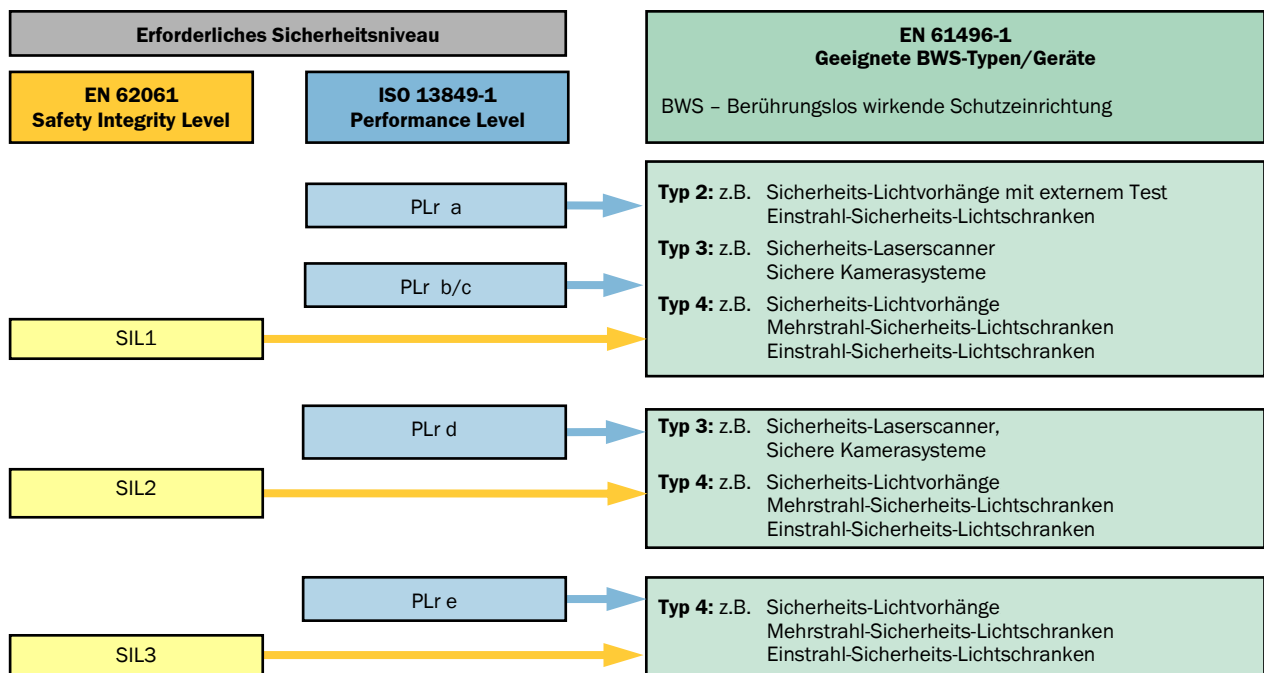 Erforderliches Sicherheitsniveau
EN 62061
Safety Integrity Level
ISO 13849-1
Performance Level
EN 61496-1
Geeignete BWS-Typen/Geräte
BWS – Berührungslos wirkende Schutzeinrichtung
PLr a
PLr b/c
SIL1
Typ 2: z.B. Sicherheits-Lichtvorhänge mit externem Test
Einstrahl-Sicherheits-Lichtschranken
Typ 3: z.B. Sicherheits-Laserscanner
Sichere Kamerasysteme
Typ 4: z.B. Sicherheits-Lichtvorhänge
Mehrstrahl-Sicherheits-Lichtschranken
Einstrahl-Sicherheits-Lichtschranken
PLr d
SIL2
Typ 3: z.B. Sicherheits-Laserscanner,
Sichere Kamerasysteme
Typ 4: z.B. Sicherheits-Lichtvorhänge
Mehrstrahl-Sicherheits-Lichtschranken
Einstrahl-Sicherheits-Lichtschranken
PLr e
SIL3
Typ 4: z.B. Sicherheits-Lichtvorhänge
Mehrstrahl-Sicherheits-Lichtschranken
Einstrahl-Sicherheits-Lichtschranken